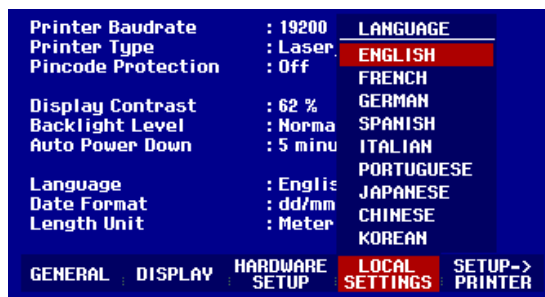 Printer Baudrate : 19200
Printer Type : Laser
Pincode Protection : Off
Display Contrast : 62 %
Backlight Level : Norma
Auto Power Down : 5 minu
Language : Englis
Date Format : dd/mm
Length Unit : Meter
LANGUAGE
ENGLISH
FRENCH
GERMAN
SPANISH
ITALIAN
PORTUGUESE
JAPANESE
CHINESE
KOREAN
GENERAL
DISPLAY
HARDWARE
SETUP
LOCAL
SETTINGS
SETUP->
PRINTER